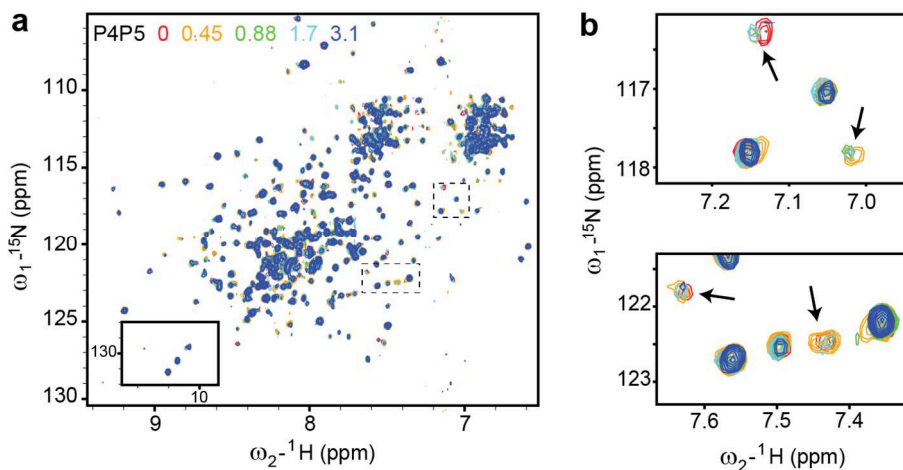 a
P4P5 0 0.45 0.88 1.7 3.1
110
115
120
125
130
ω₁-¹⁵N (ppm)
130
10
9 8 7
ω₂-¹H (ppm)
b
117
118
7.2 7.1 7.0
ω₁-¹⁵N (ppm)
122
123
7.6 7.5 7.4
ω₂-¹H (ppm)